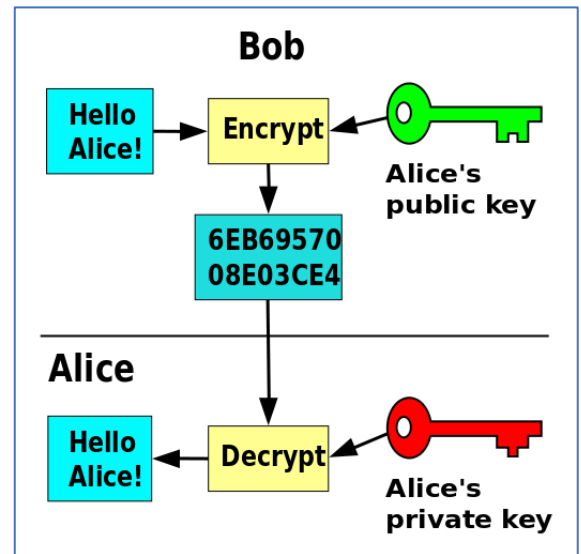 Bob
Hello
Alice!
Encrypt
Alice's
public key
6EB69570
08E03CE4
Alice
Hello
Alice!
Decrypt
Alice's
private key